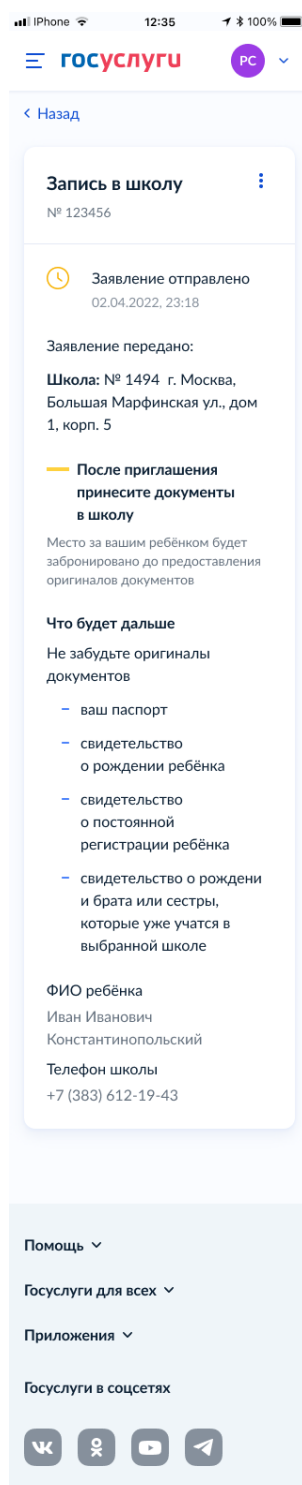 IPhone 12:35 100%
госуслуги РС
Назад
Запись в школу
№ 123456
Заявление отправлено
02.04.2022, 23:18
Заявление передано:
Школа: № 1494 г. Москва,
Большая Марфинская ул., дом
1, корп. 5
После приглашения
принесите документы
в школу
Место за вашим ребёнком будет
забронировано до предоставления
оригиналов документов
Что будет дальше
Не забудьте оригиналы
документов
– ваш паспорт
– свидетельство
о рождении ребёнка
– свидетельство
о постоянной
регистрации ребёнка
– свидетельство о рождени
и брата или сестры,
которые уже учатся в
выбранной школе
ФИО ребёнка
Иван Иванович
Константинопольский
Телефон школы
+7 (383) 612-19-43
Помощь
Госуслуги для всех
Приложения
Госуслуги в соцсетях